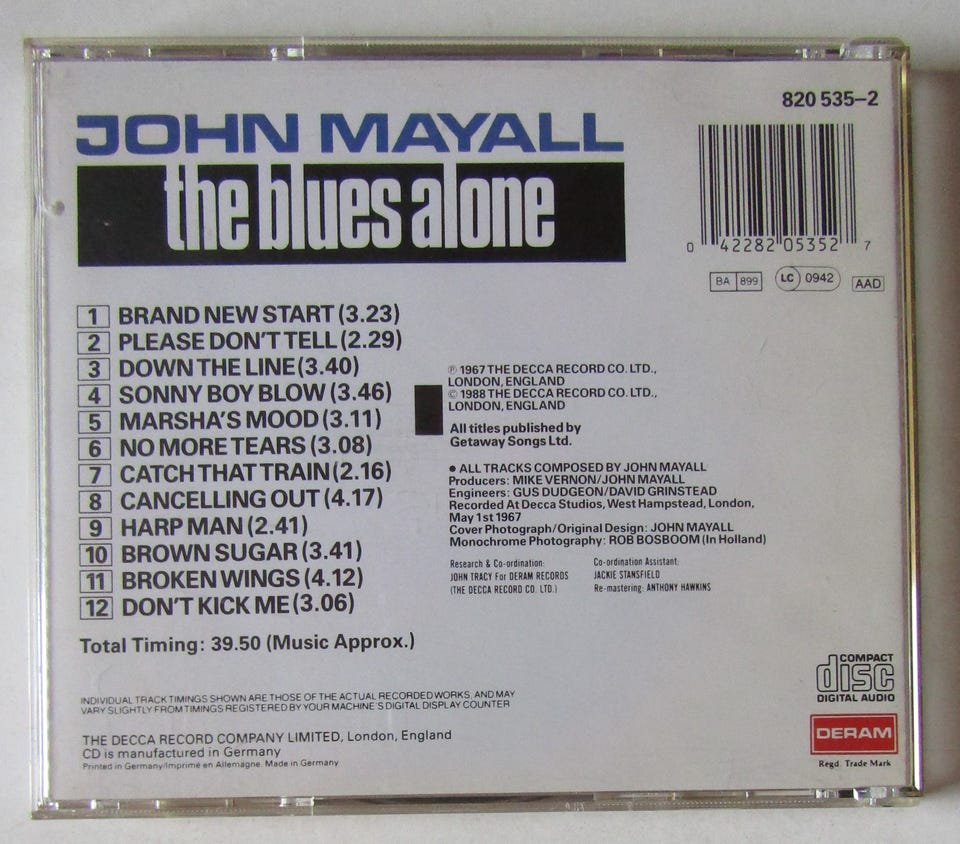 820 535-2
JOHN MAYALL
the blues alone
0 42282 05352 7
BA 899 LC 0942 AAD
1 BRAND NEW START (3.23)
2 PLEASE DON'T TELL (2.29)
3 DOWN THE LINE (3.40)
4 SONNY BOY BLOW (3.46)
5 MARSHA'S MOOD (3.11)
6 NO MORE TEARS (3.08)
7 CATCH THAT TRAIN (2.16)
8 CANCELLING OUT (4.17)
9 HARP MAN (2.41)
10 BROWN SUGAR (3.41)
11 BROKEN WINGS (4.12)
12 DON'T KICK ME (3.06)
Total Timing: 39.50 (Music Approx.)
℗ 1967 THE DECCA RECORD CO. LTD.,
LONDON, ENGLAND
© 1988 THE DECCA RECORD CO. LTD.,
LONDON, ENGLAND
All titles published by
Getaway Songs Ltd.
● ALL TRACKS COMPOSED BY JOHN MAYALL
Producers: MIKE VERNON/JOHN MAYALL
Engineers: GUS DUDGEON/DAVID GRINSTEAD
Recorded At Decca Studios, West Hampstead, London,
May 1st 1967
Cover Photograph/Original Design: JOHN MAYALL
Monochrome Photography: ROB BOSBOOM (In Holland)
Research & Co-ordination:
JOHN TRACY For DERAM RECORDS
(THE DECCA RECORD CO. LTD.)
Co-ordination Assistant:
JACKIE STANSFIELD
Re-mastering: ANTHONY HAWKINS
INDIVIDUAL TRACK TIMINGS SHOWN ARE THOSE OF THE ACTUAL RECORDED WORKS, AND MAY
VARY SLIGHTLY FROM TIMINGS REGISTERED BY YOUR MACHINE'S DIGITAL DISPLAY COUNTER
THE DECCA RECORD COMPANY LIMITED, London, England
CD is manufactured in Germany
Printed in Germany/Imprimé en Allemagne. Made in Germany
COMPACT
disc
DIGITAL AUDIO
DERAM
Regd. Trade Mark